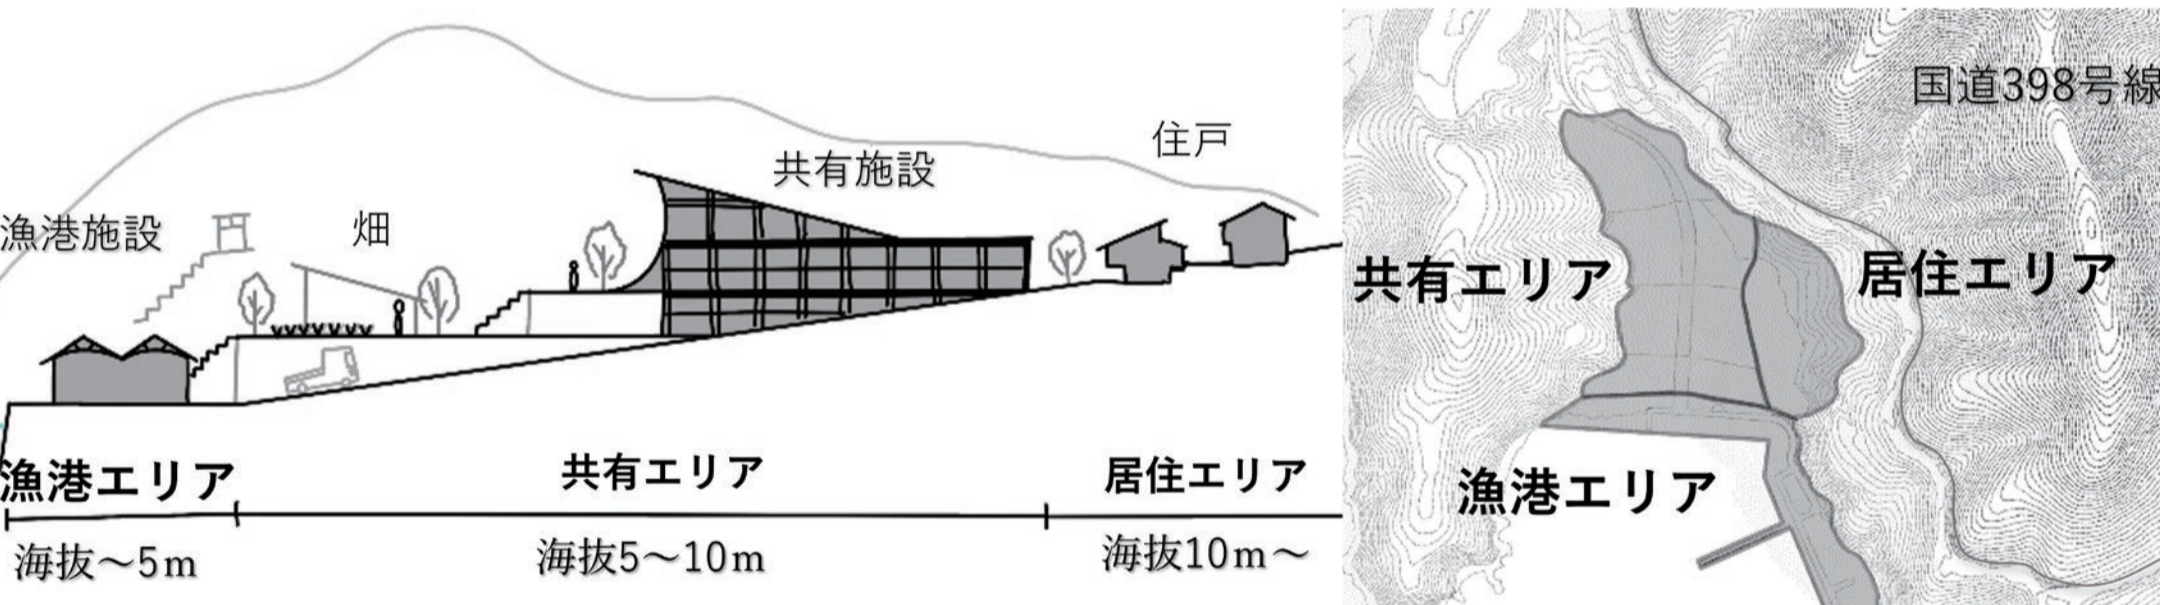 住戸
共有施設
畑
漁港施設
漁港エリア
共有エリア
居住エリア
海抜～5m
海抜5～10m
海抜10m～
国道398号線
共有エリア
居住エリア
漁港エリア